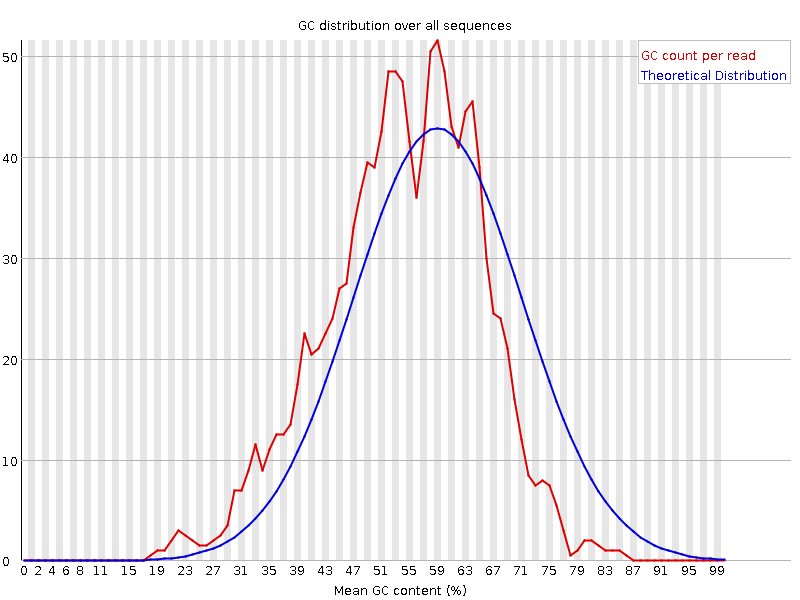 GC distribution over all sequences
GC count per read
Theoretical Distribution
50
40
30
20
10
0
0 2 4 6 8 11 15 19 23 27 31 35 39 43 47 51 55 59 63 67 71 75 79 83 87 91 95 99
Mean GC content (%)